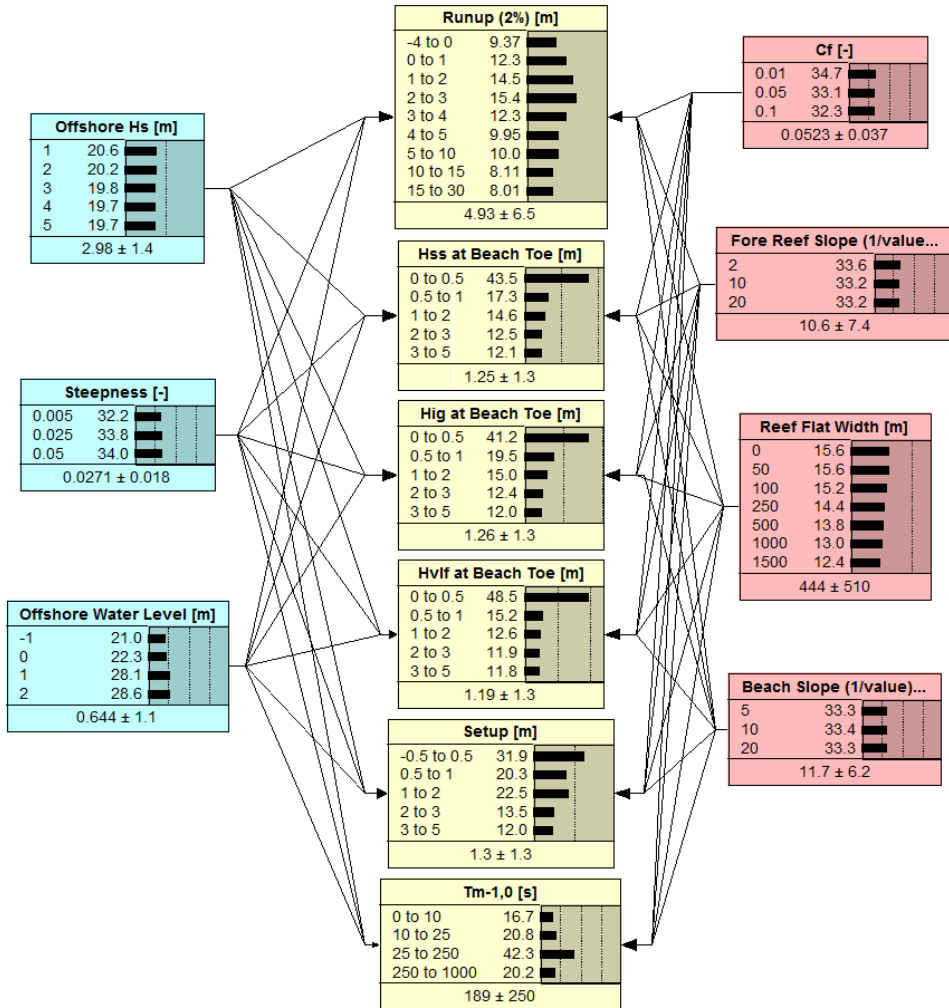 Offshore Hs [m]
1 20.6
2 20.2
3 19.8
4 19.7
5 19.7
2.98 ± 1.4
Steepness [-]
0.005 32.2
0.025 33.8
0.05 34.0
0.0271 ± 0.018
Offshore Water Level [m]
-1 21.0
0 22.3
1 28.1
2 28.6
0.644 ± 1.1
Runup (2%) [m]
-4 to 0 9.37
0 to 1 12.3
1 to 2 14.5
2 to 3 15.4
3 to 4 12.3
4 to 5 9.95
5 to 10 10.0
10 to 15 8.11
15 to 30 8.01
4.93 ± 6.5
Hss at Beach Toe [m]
0 to 0.5 43.5
0.5 to 1 17.3
1 to 2 14.6
2 to 3 12.5
3 to 5 12.1
1.25 ± 1.3
Hig at Beach Toe [m]
0 to 0.5 41.2
0.5 to 1 19.5
1 to 2 15.0
2 to 3 12.4
3 to 5 12.0
1.26 ± 1.3
Hvlf at Beach Toe [m]
0 to 0.5 48.5
0.5 to 1 15.2
1 to 2 12.6
2 to 3 11.9
3 to 5 11.8
1.19 ± 1.3
Setup [m]
-0.5 to 0.5 31.9
0.5 to 1 20.3
1 to 2 22.5
2 to 3 13.5
3 to 5 12.0
1.3 ± 1.3
Tm-1,0 [s]
0 to 10 16.7
10 to 25 20.8
25 to 250 42.3
250 to 1000 20.2
189 ± 250
Cf [-]
0.01 34.7
0.05 33.1
0.1 32.3
0.0523 ± 0.037
Fore Reef Slope (1/value...
2 33.6
10 33.2
20 33.2
10.6 ± 7.4
Reef Flat Width [m]
0 15.6
50 15.6
100 15.2
250 14.4
500 13.8
1000 13.0
1500 12.4
444 ± 510
Beach Slope (1/value)...
5 33.3
10 33.4
20 33.3
11.7 ± 6.2